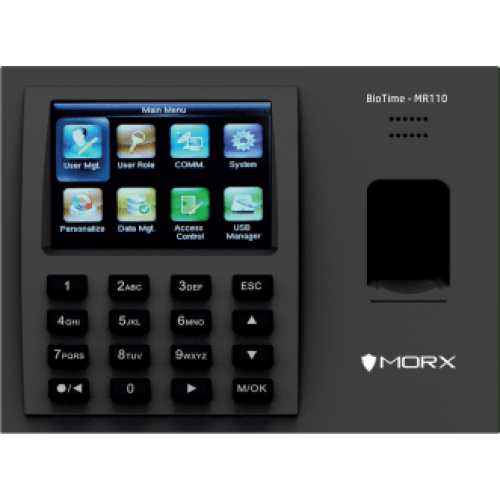 BioTime - MR110
Main Menu
User Mgt. User Role COMM. System
Personalize Data Mgt. Access Control USB Manager
1 2ABC 3DEF ESC
4GHI 5JKL 6MNO ▲
7PQRS 8TUV 9WXYZ ▼
●/◀ 0 ▶ M/OK
MORX